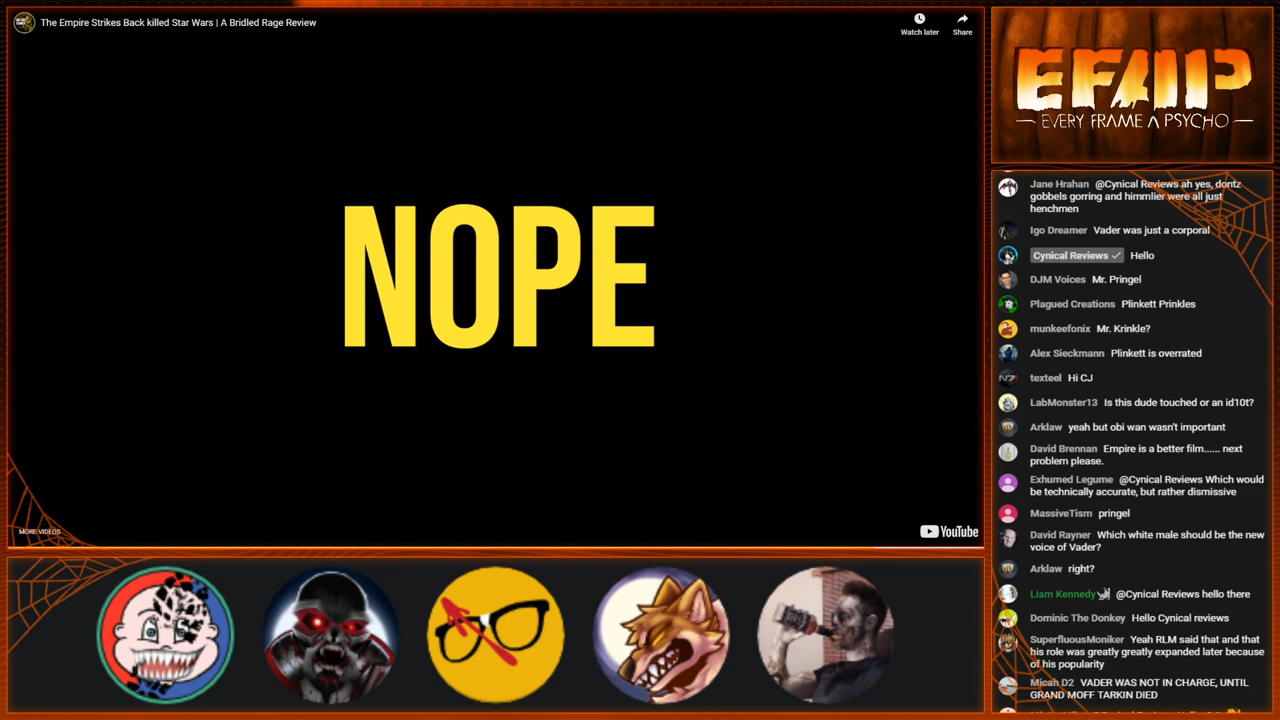 The Empire Strikes Back killed Star Wars | A Bridled Rage Review
Watch later
Share
NOPE
MORE VIDEOS
YouTube
EFAP
EVERY FRAME A PSYCHO
Jane Hrahan @Cynical Reviews ah yes, dontz
gobbels gorring and himmlier were all just
henchmen
Igo Dreamer Vader was just a corporal
Cynical Reviews ✓ Hello
DJM Voices Mr. Pringel
Plagued Creations Plinkett Prinkles
munkeefonix Mr. Krinkle?
Alex Sieckmann Plinkett is overrated
texteel Hi CJ
LabMonster13 Is this dude touched or an id10t?
Arklaw yeah but obi wan wasn't important
David Brennan Empire is a better film...... next
problem please.
Exhumed Legume @Cynical Reviews Which would
be technically accurate, but rather dismissive
MassiveTism pringel
David Rayner Which white male should be the new
voice of Vader?
Arklaw right?
Liam Kennedy @Cynical Reviews hello there
Dominic The Donkey Hello Cynical reviews
SuperfluousMoniker Yeah RLM said that and that
his role was greatly greatly expanded later because
of his popularity
Micah D2 VADER WAS NOT IN CHARGE, UNTIL
GRAND MOFF TARKIN DIED